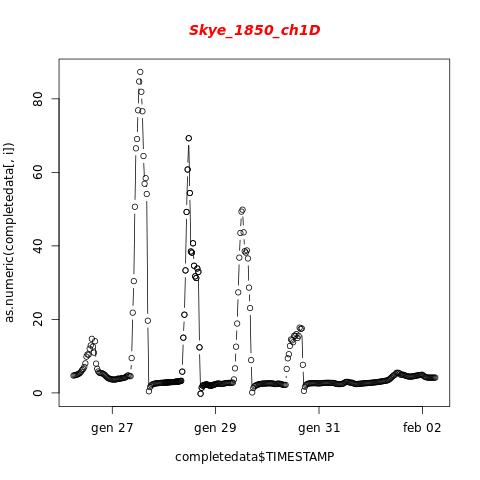 Skye_1850_ch1D
as.numeric(completedata[, i])
80
60
40
20
0
gen 27
gen 29
gen 31
feb 02
completedata$TIMESTAMP